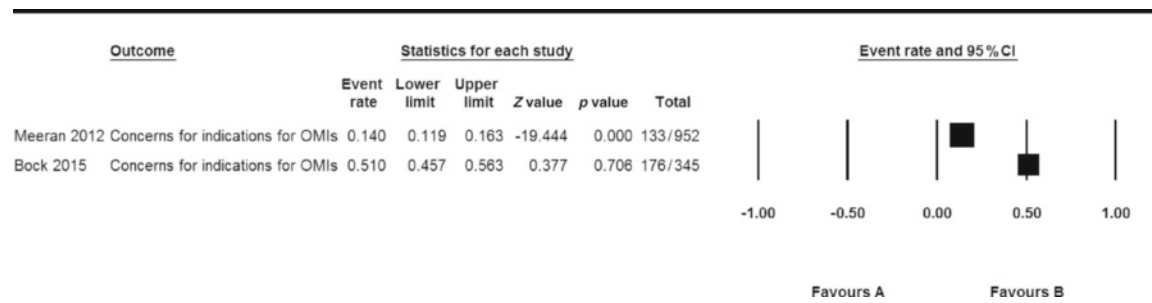 Outcome Statistics for each study Event rate and 95% CI
Event Lower Upper
rate limit limit Z value p value Total
Meeran 2012 Concerns for indications for OMIs 0.140 0.119 0.163 -19.444 0.000 133/952
Bock 2015 Concerns for indications for OMIs 0.510 0.457 0.563 0.377 0.706 176/345
-1.00 -0.50 0.00 0.50 1.00
Favours A Favours B